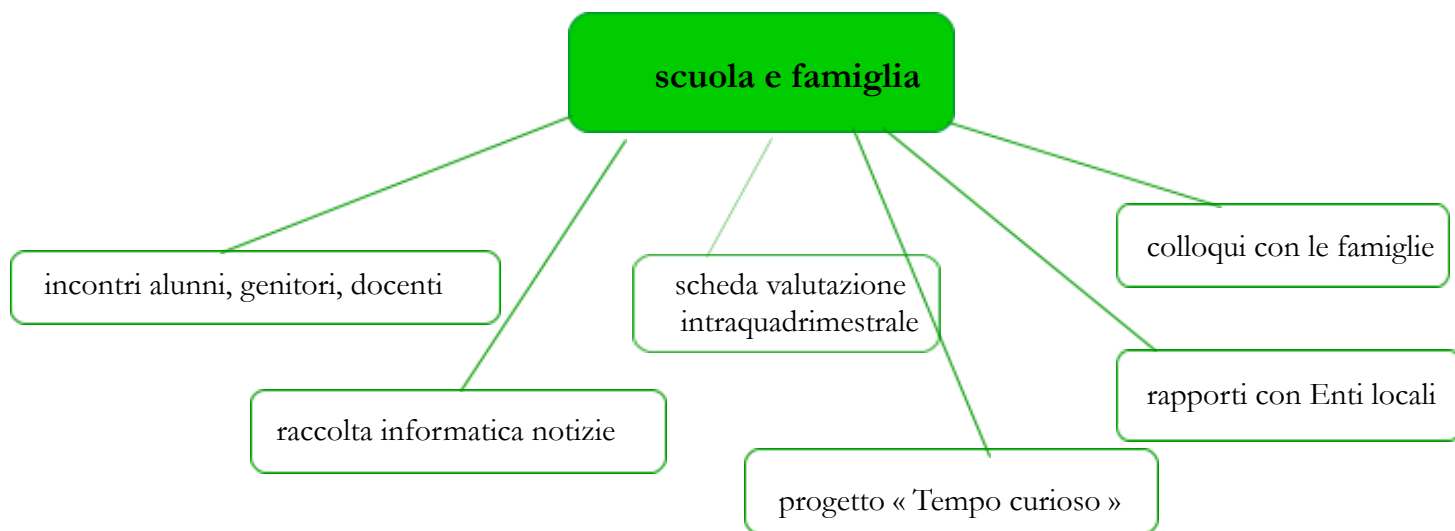 scuola e famiglia
colloqui con le famiglie
incontri alunni, genitori, docenti
scheda valutazione
intraquadrimestrale
rapporti con Enti locali
raccolta informatica notizie
progetto « Tempo curioso »